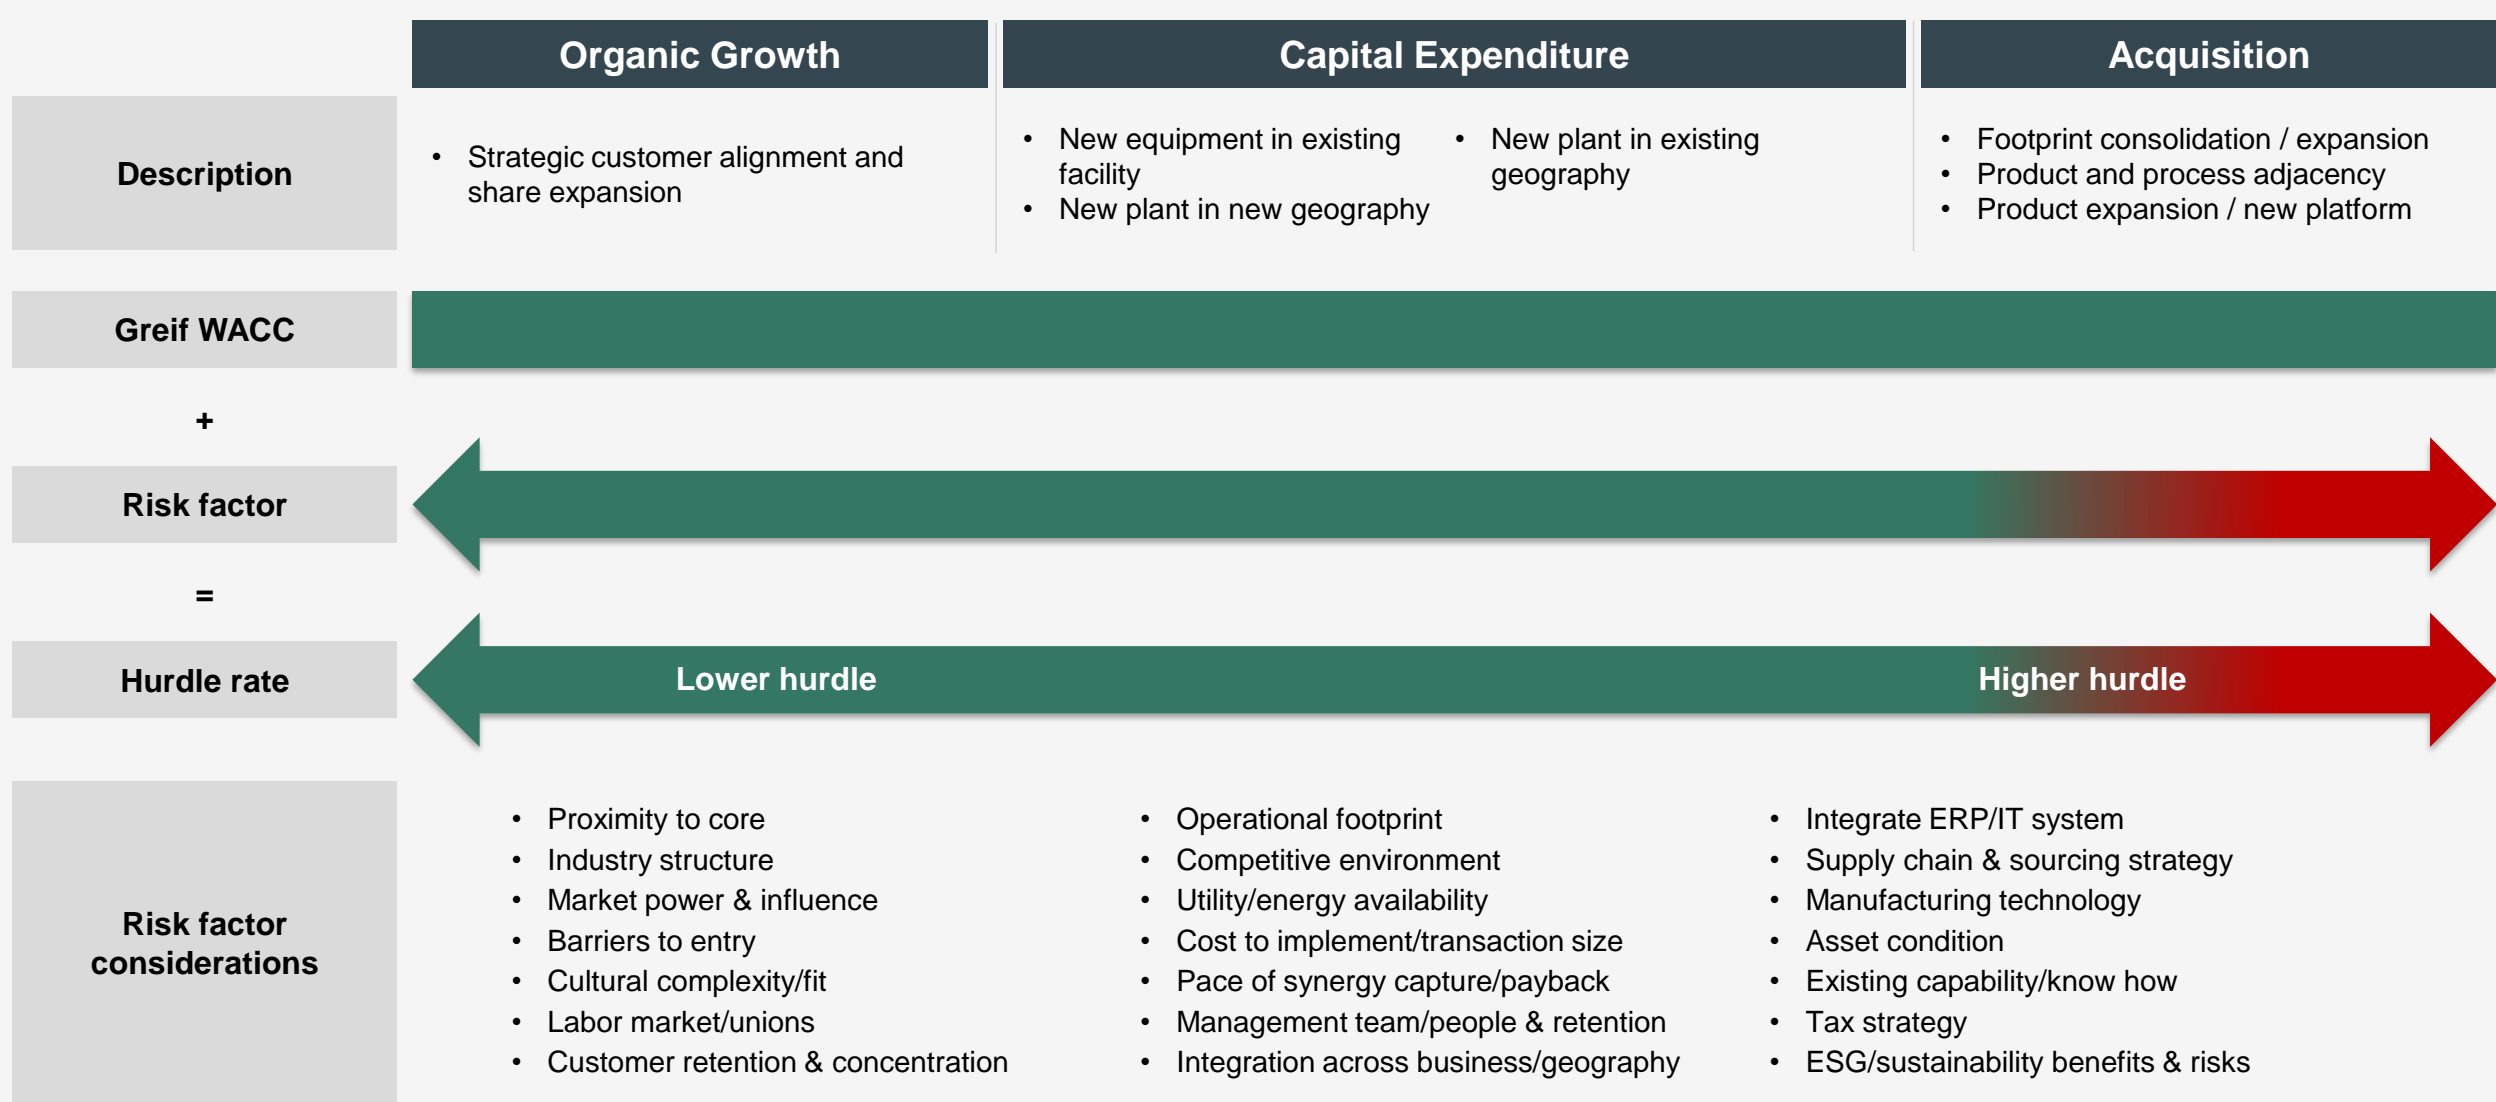 Organic Growth
Capital Expenditure
Acquisition
Description
• Strategic customer alignment and
share expansion
• New equipment in existing
facility
• New plant in new geography
• New plant in existing
geography
• Footprint consolidation / expansion
• Product and process adjacency
• Product expansion / new platform
Greif WACC
+
Risk factor
=
Hurdle rate
Lower hurdle
Higher hurdle
Risk factor
considerations
• Proximity to core
• Industry structure
• Market power & influence
• Barriers to entry
• Cultural complexity/fit
• Labor market/unions
• Customer retention & concentration
• Operational footprint
• Competitive environment
• Utility/energy availability
• Cost to implement/transaction size
• Pace of synergy capture/payback
• Management team/people & retention
• Integration across business/geography
• Integrate ERP/IT system
• Supply chain & sourcing strategy
• Manufacturing technology
• Asset condition
• Existing capability/know how
• Tax strategy
• ESG/sustainability benefits & risks